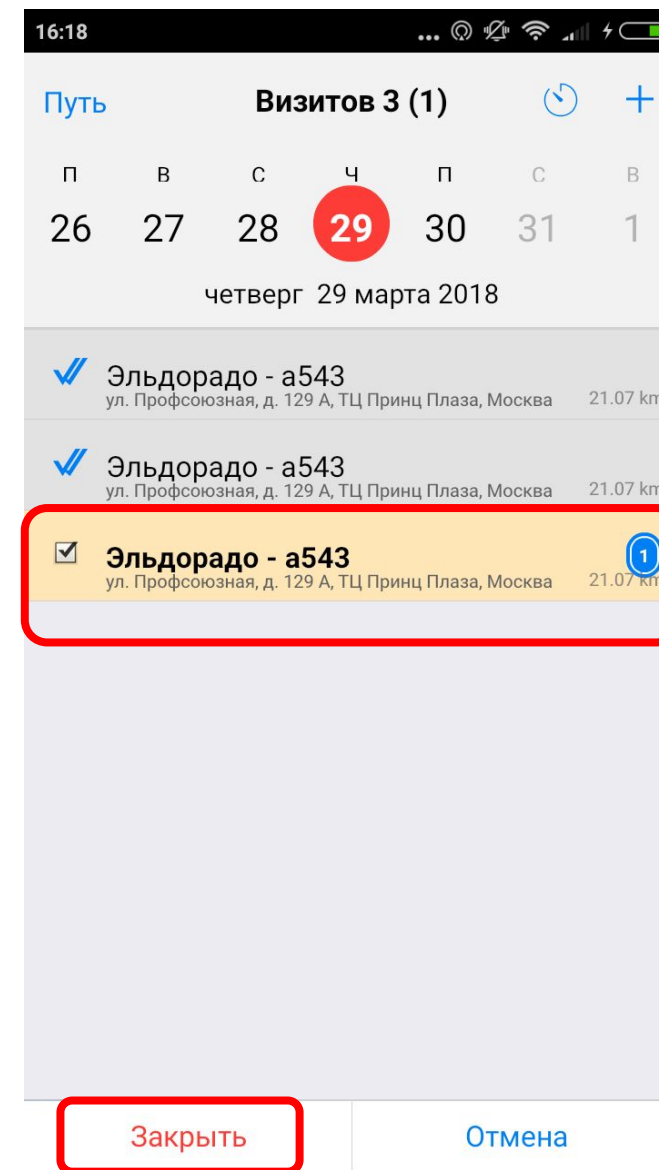 16:18
Путь Визитов 3 (1) +
П В С Ч П С В
26 27 28 29 30 31 1
четверг 29 марта 2018
Эльдорадо - а543
ул. Профсоюзная, д. 129 А, ТЦ Принц Плаза, Москва 21.07 km
Эльдорадо - а543
ул. Профсоюзная, д. 129 А, ТЦ Принц Плаза, Москва 21.07 km
Эльдорадо - а543 1
ул. Профсоюзная, д. 129 А, ТЦ Принц Плаза, Москва 21.07 km
Закрыть Отмена